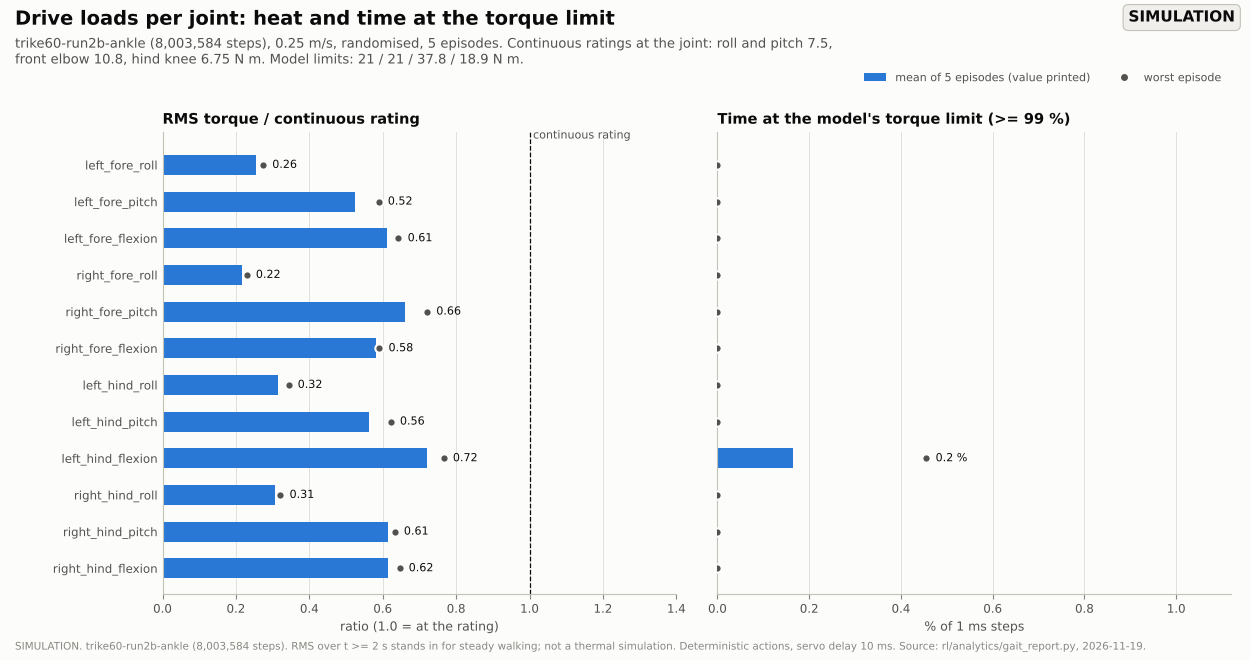 Drive loads per joint: heat and time at the torque limit
SIMULATION
trike60-run2b-ankle (8,003,584 steps), 0.25 m/s, randomised, 5 episodes. Continuous ratings at the joint: roll and pitch 7.5,
front elbow 10.8, hind knee 6.75 N m. Model limits: 21 / 21 / 37.8 / 18.9 N m.
mean of 5 episodes (value printed)
worst episode
RMS torque / continuous rating
continuous rating
left_fore_roll
0.26
left_fore_pitch
0.52
left_fore_flexion
0.61
right_fore_roll
0.22
right_fore_pitch
0.66
right_fore_flexion
0.58
left_hind_roll
0.32
left_hind_pitch
0.56
left_hind_flexion
0.72
right_hind_roll
0.31
right_hind_pitch
0.61
right_hind_flexion
0.62
0.0 0.2 0.4 0.6 0.8 1.0 1.2 1.4
ratio (1.0 = at the rating)
Time at the model's torque limit (>= 99 %)
0.2 %
0.0 0.2 0.4 0.6 0.8 1.0
% of 1 ms steps
SIMULATION. trike60-run2b-ankle (8,003,584 steps). RMS over t >= 2 s stands in for steady walking; not a thermal simulation. Deterministic actions, servo delay 10 ms. Source: rl/analytics/gait_report.py, 2026-11-19.